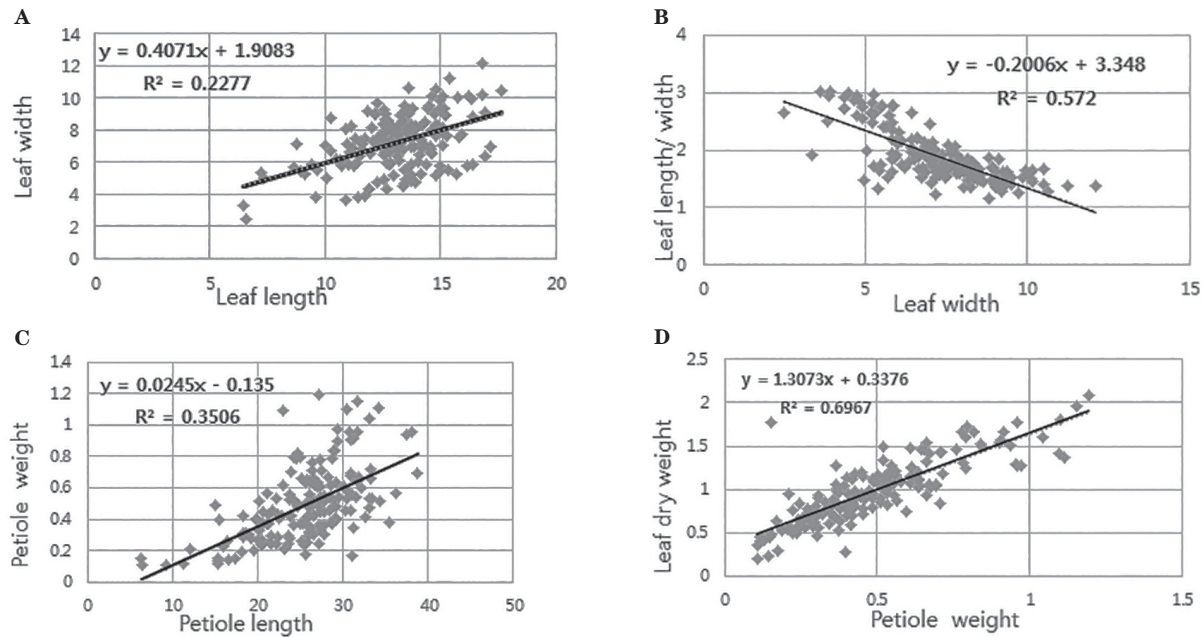 A
y = 0.4071x + 1.9083
R² = 0.2277
Leaf width
14
12
10
8
6
4
2
0
0 5 10 15 20
Leaf length
B
y = -0.2006x + 3.348
R² = 0.572
Leaf length/ width
4
3
2
1
0
0 5 10 15
Leaf width
C
y = 0.0245x - 0.135
R² = 0.3506
Petiole weight
1.4
1.2
1
0.8
0.6
0.4
0.2
0
0 10 20 30 40 50
Petiole length
D
y = 1.3073x + 0.3376
R² = 0.6967
Leaf dry weight
2.5
2
1.5
1
0.5
0
0 0.5 1 1.5
Petiole weight